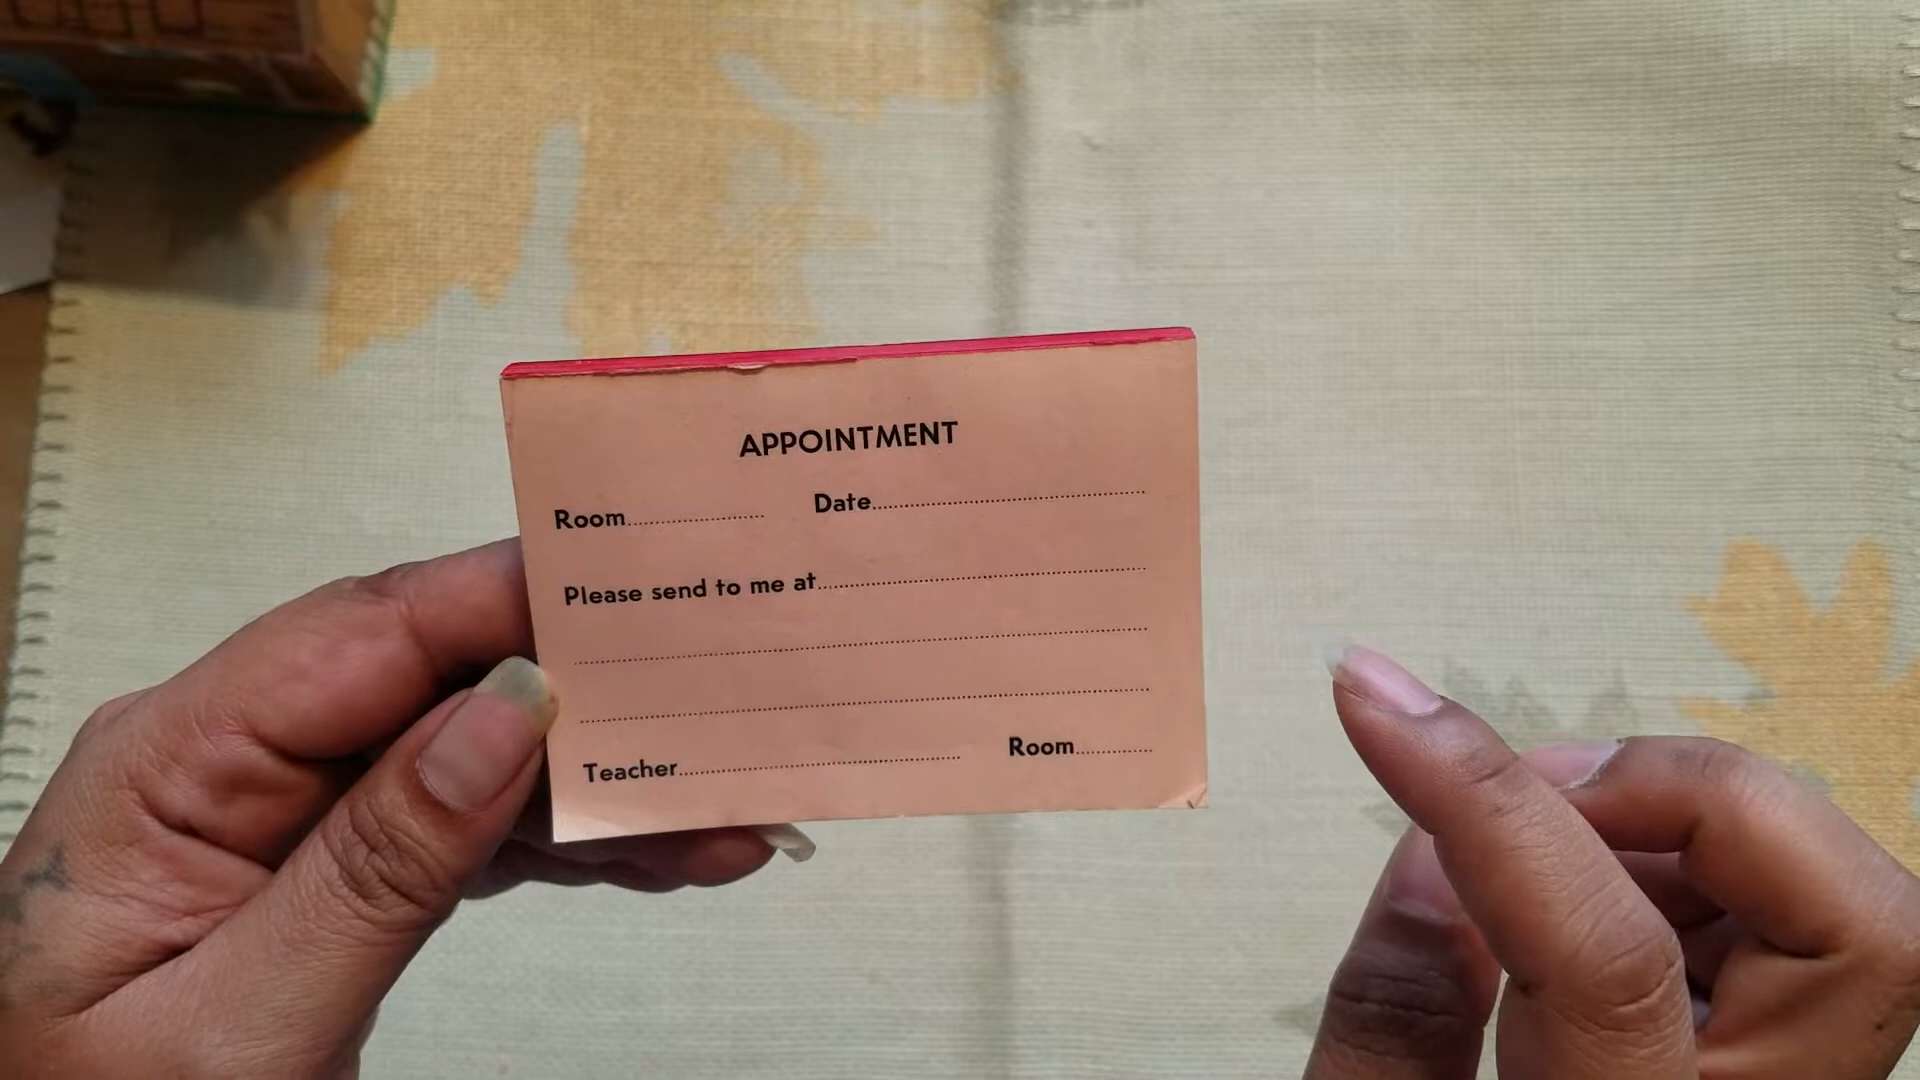 APPOINTMENT
Room.................... Date........................................
Please send to me at........................................
................................................................................
................................................................................
Teacher........................................ Room............